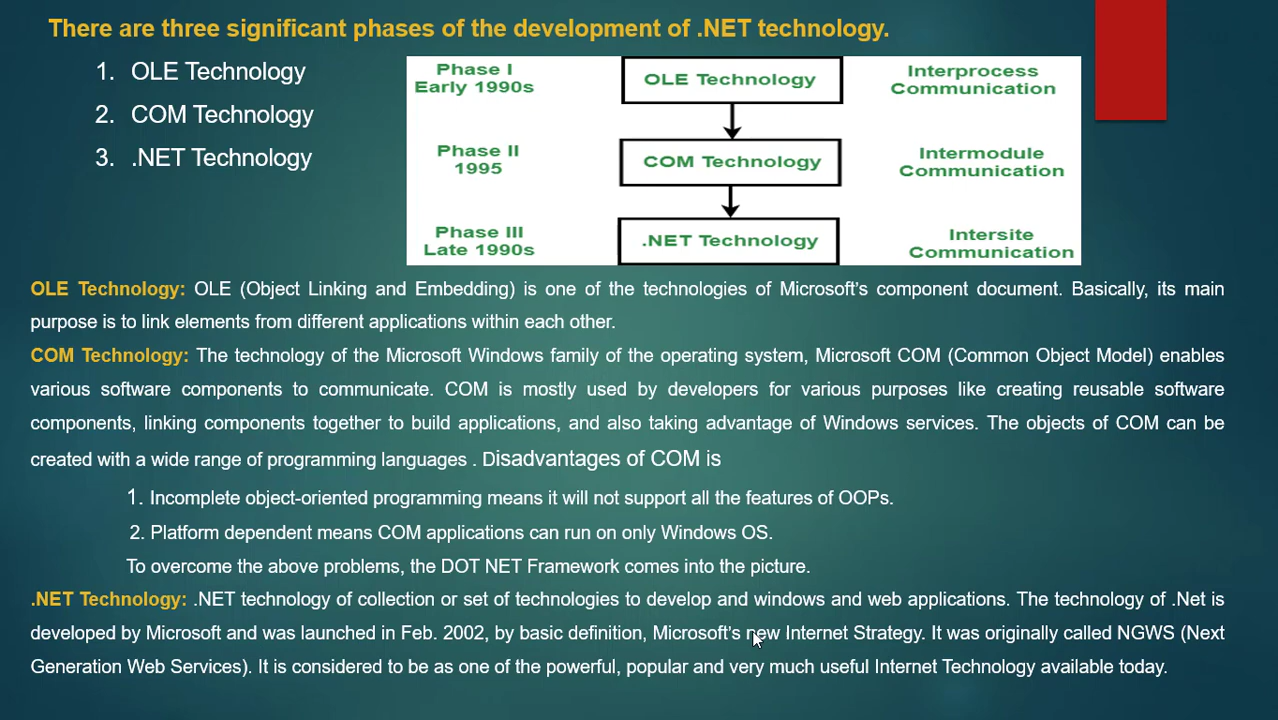 There are three significant phases of the development of .NET technology.
1. OLE Technology
2. COM Technology
3. .NET Technology
Phase I
Early 1990s
OLE Technology
Interprocess
Communication
Phase II
1995
COM Technology
Intermodule
Communication
Phase III
Late 1990s
.NET Technology
Intersite
Communication
OLE Technology: OLE (Object Linking and Embedding) is one of the technologies of Microsoft's component document. Basically, its main
purpose is to link elements from different applications within each other.
COM Technology: The technology of the Microsoft Windows family of the operating system, Microsoft COM (Common Object Model) enables
various software components to communicate. COM is mostly used by developers for various purposes like creating reusable software
components, linking components together to build applications, and also taking advantage of Windows services. The objects of COM can be
created with a wide range of programming languages . Disadvantages of COM is
1. Incomplete object-oriented programming means it will not support all the features of OOPs.
2. Platform dependent means COM applications can run on only Windows OS.
To overcome the above problems, the DOT NET Framework comes into the picture.
.NET Technology: .NET technology of collection or set of technologies to develop and windows and web applications. The technology of .Net is
developed by Microsoft and was launched in Feb. 2002, by basic definition, Microsoft's new Internet Strategy. It was originally called NGWS (Next
Generation Web Services). It is considered to be as one of the powerful, popular and very much useful Internet Technology available today.